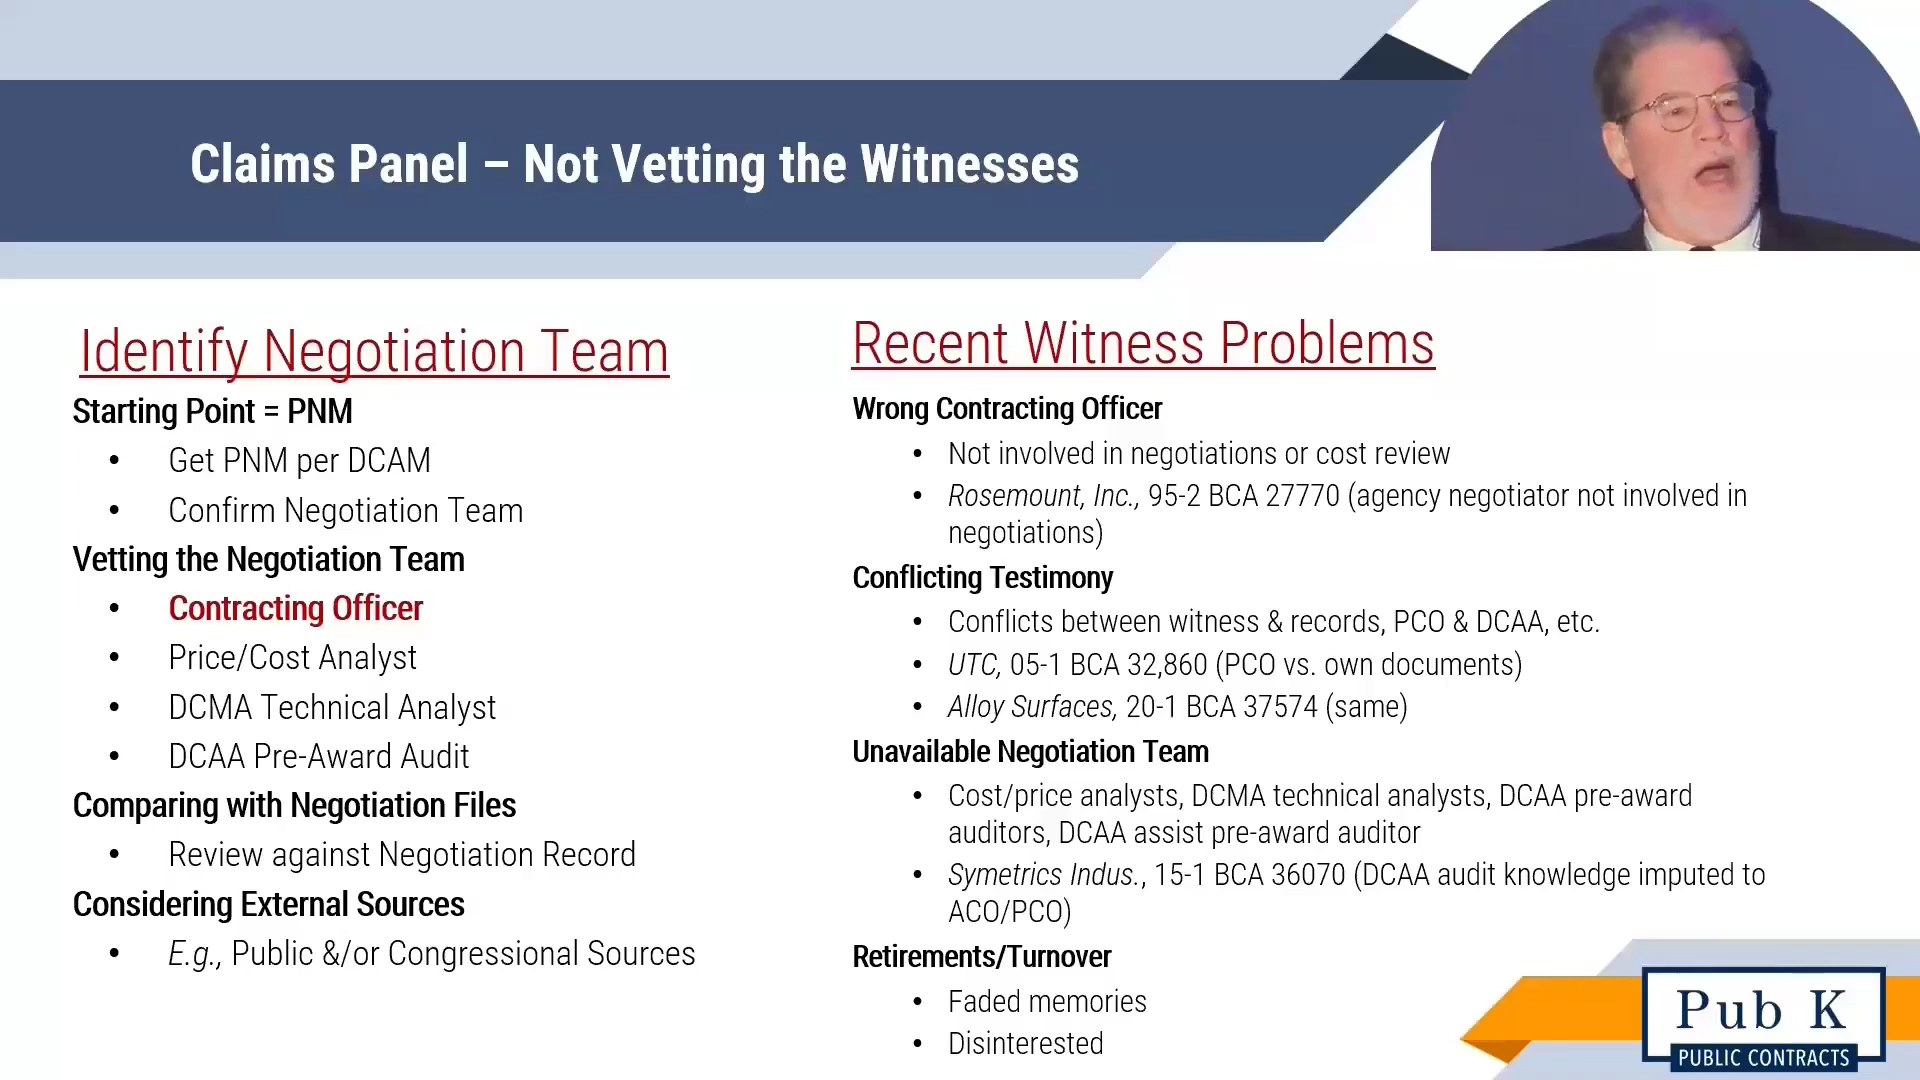 Claims Panel – Not Vetting the Witnesses
Identify Negotiation Team
Starting Point = PNM
• Get PNM per DCAM
• Confirm Negotiation Team
Vetting the Negotiation Team
• Contracting Officer
• Price/Cost Analyst
• DCMA Technical Analyst
• DCAA Pre-Award Audit
Comparing with Negotiation Files
• Review against Negotiation Record
Considering External Sources
• E.g., Public &/or Congressional Sources
Recent Witness Problems
Wrong Contracting Officer
• Not involved in negotiations or cost review
• Rosemount, Inc., 95-2 BCA 27770 (agency negotiator not involved in
negotiations)
Conflicting Testimony
• Conflicts between witness & records, PCO & DCAA, etc.
• UTC, 05-1 BCA 32,860 (PCO vs. own documents)
• Alloy Surfaces, 20-1 BCA 37574 (same)
Unavailable Negotiation Team
• Cost/price analysts, DCMA technical analysts, DCAA pre-award
auditors, DCAA assist pre-award auditor
• Symetrics Indus., 15-1 BCA 36070 (DCAA audit knowledge imputed to
ACO/PCO)
Retirements/Turnover
• Faded memories
• Disinterested
Pub K
PUBLIC CONTRACTS